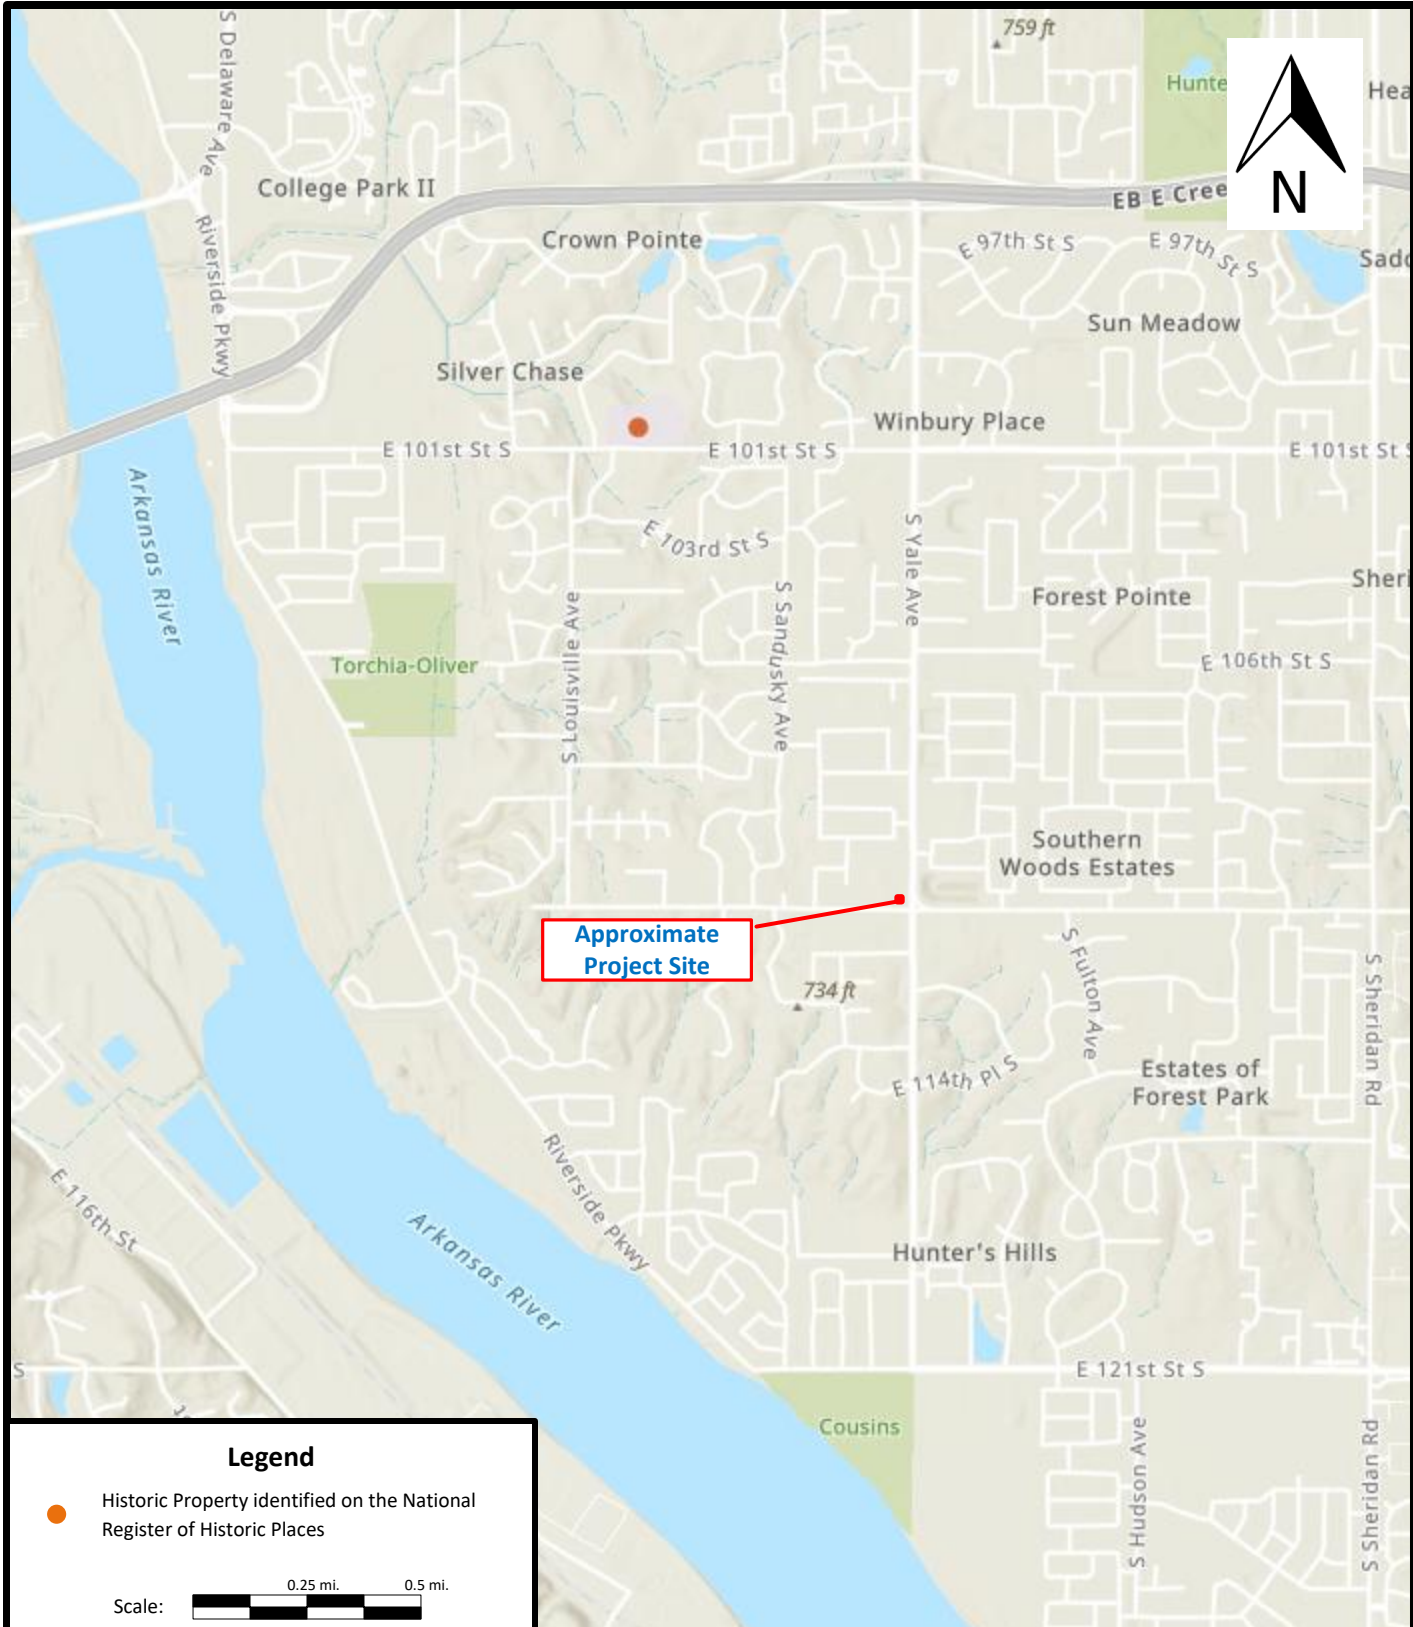 759 ft
S Delaware Ave
Hunte
Hea
N
College Park II
EB E Cree
Riverside Pkwy
Crown Pointe
E 97th St S
E 97th St S
Sadd
Sun Meadow
Silver Chase
Winbury Place
E 101st St S
E 101st St S
E 101st St S
Arkansas River
E 103rd St S
S Yale Ave
Sheri
Forest Pointe
S Louisville Ave
S Sandusky Ave
Torchia-Oliver
E 106th St S
Southern
Woods Estates
Approximate
Project Site
S Fulton Ave
734 ft
S Sheridan Rd
E 114th Pl S
Estates of
Forest Park
Riverside Pkwy
E 116th St
Arkansas River
Hunter's Hills
S
E 121st St S
Cousins
S Hudson Ave
S Sheridan Rd
Legend
Historic Property identified on the National
Register of Historic Places
0.25 mi. 0.5 mi.
Scale: